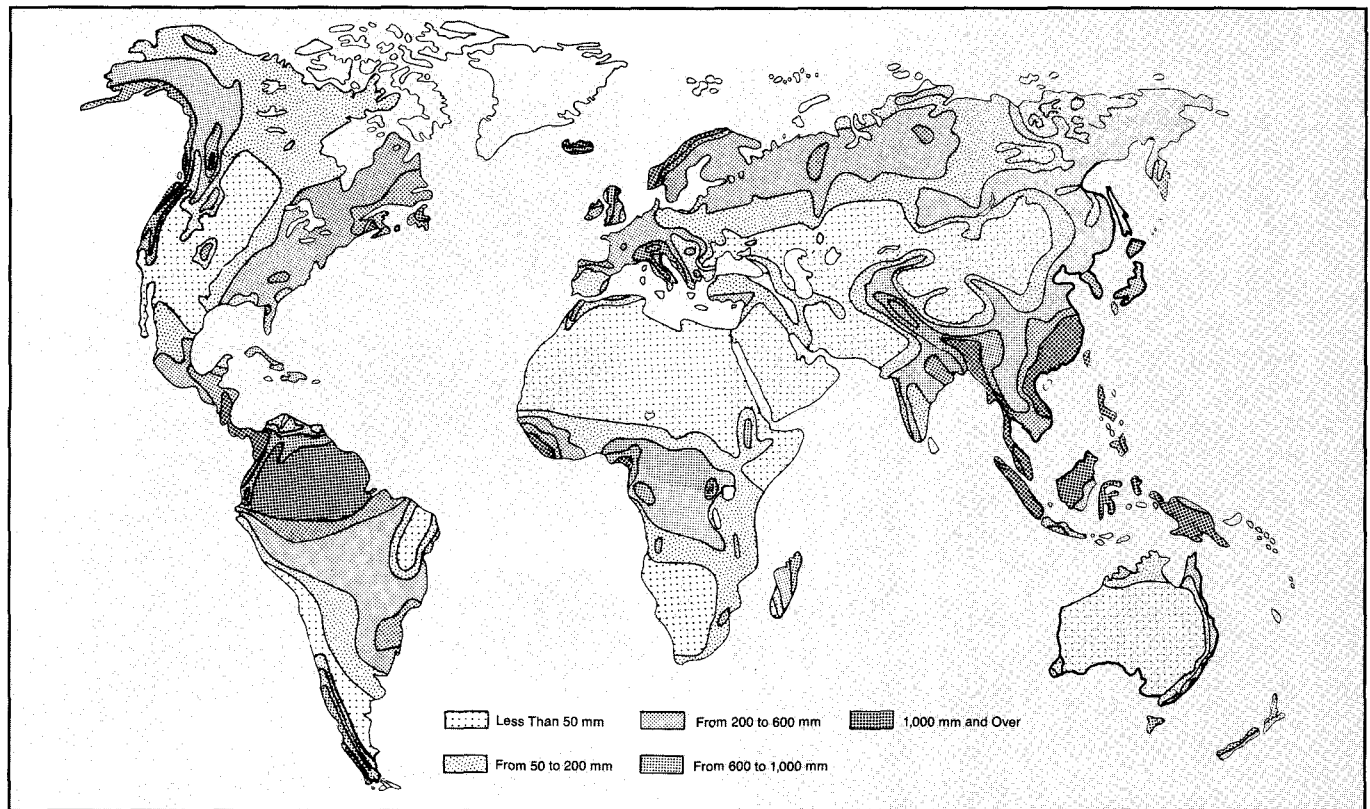 Less Than 50 mm
From 200 to 600 mm
1,000 mm and Over
From 50 to 200 mm
From 600 to 1,000 mm